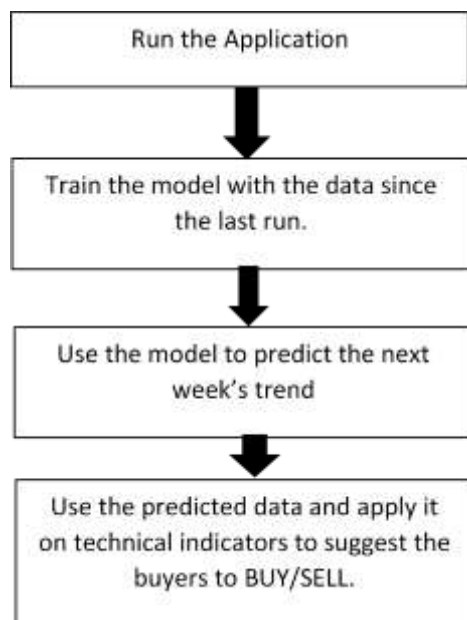 Run the Application
Train the model with the data since
the last run.
Use the model to predict the next
week's trend
Use the predicted data and apply it
on technical indicators to suggest the
buyers to BUY/SELL.